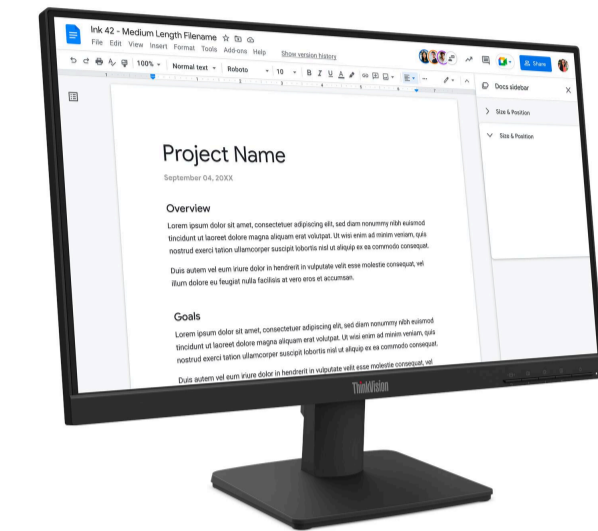 Ink 42 - Medium Length Filename
File Edit View Insert Format Tools Add-ons Help Show version history
Share
100% Normal text Roboto 10 B I U A
Docs sidebar
Size & Position
Size & Position
Project Name
September 04, 20XX
Overview
Lorem ipsum dolor sit amet, consectetuer adipiscing elit, sed diam nonummy nibh euismod
tincidunt ut laoreet dolore magna aliquam erat volutpat. Ut wisi enim ad minim veniam, quis
nostrud exerci tation ullamcorper suscipit lobortis nisl ut aliquip ex ea commodo consequat.
Duis autem vel eum iriure dolor in hendrerit in vulputate velit esse molestie consequat, vel
illum dolore eu feugiat nulla facilisis at vero eros et accumsan.
Goals
Lorem ipsum dolor sit amet, consectetuer adipiscing elit, sed diam nonummy nibh euismod
tincidunt ut laoreet dolore magna aliquam erat volutpat. Ut wisi enim ad minim veniam, quis
nostrud exerci tation ullamcorper suscipit lobortis nisl ut aliquip ex ea commodo consequat.
Duis autem vel eum iriure dolor in hendrerit in vulputate velit esse molestie consequat, vel
ThinkVision